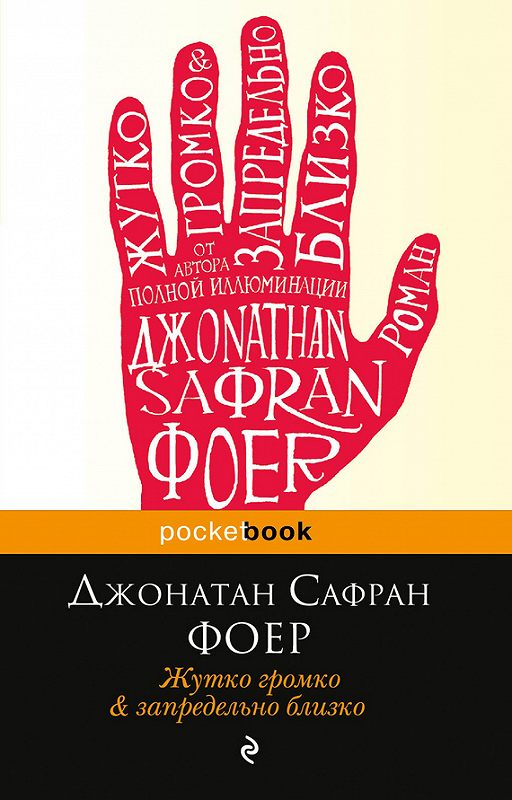 ЖУТКО
ГРОМКО &
ЗАПРЕДЕЛЬНО
БЛИЗКО
ОТ
АВТОРА
ПОЛНОЙ ИЛЛЮМИНАЦИИ
РОМАН
ДЖОNATHAN
SАФRAN
ФОЕR
pocketbook
Джонатан Сафран
ФОЕР
Жутко громко
& запредельно близко